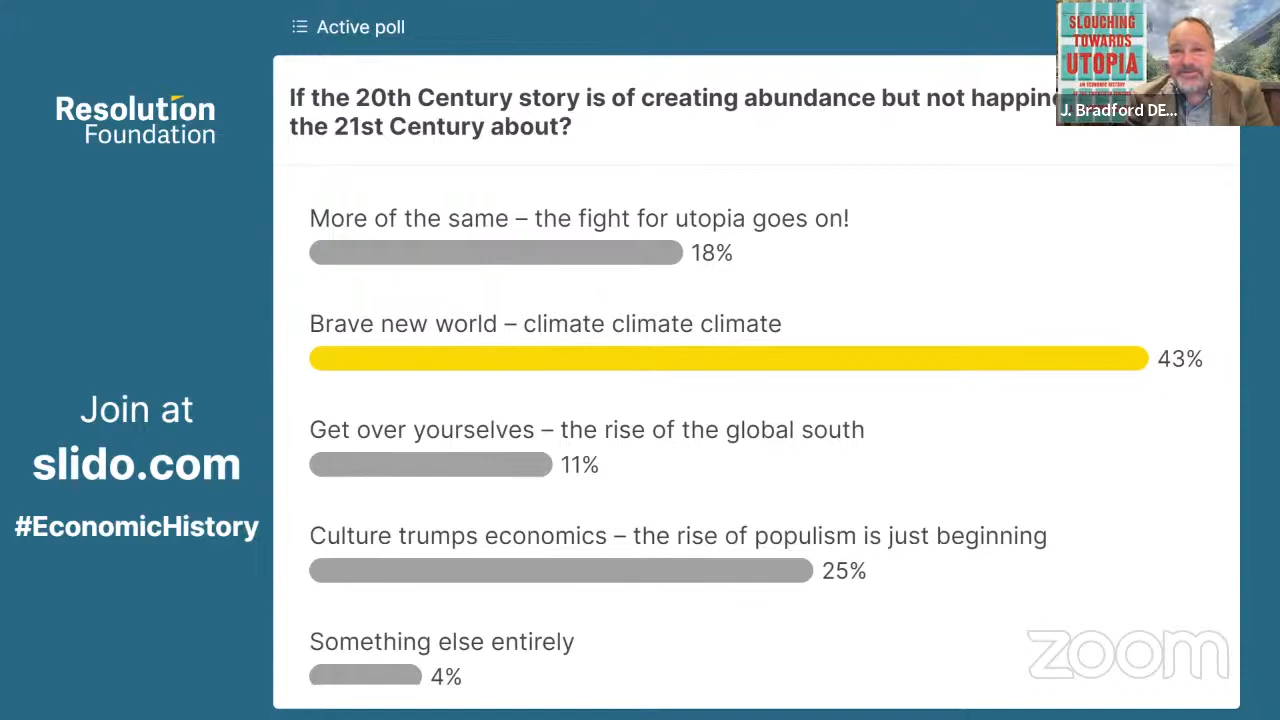 Active poll
Resolution
Foundation
If the 20th Century story is of creating abundance but not
the 21st Century about?
SLOUCHING
TOWARDS
UTOPIA
AN ECONOMIC HISTORY
J. Bradford DE...
More of the same – the fight for utopia goes on!
18%
Brave new world – climate climate climate
43%
Get over yourselves – the rise of the global south
11%
Culture trumps economics – the rise of populism is just beginning
25%
Something else entirely
4%
Join at
slido.com
#EconomicHistory
zoom